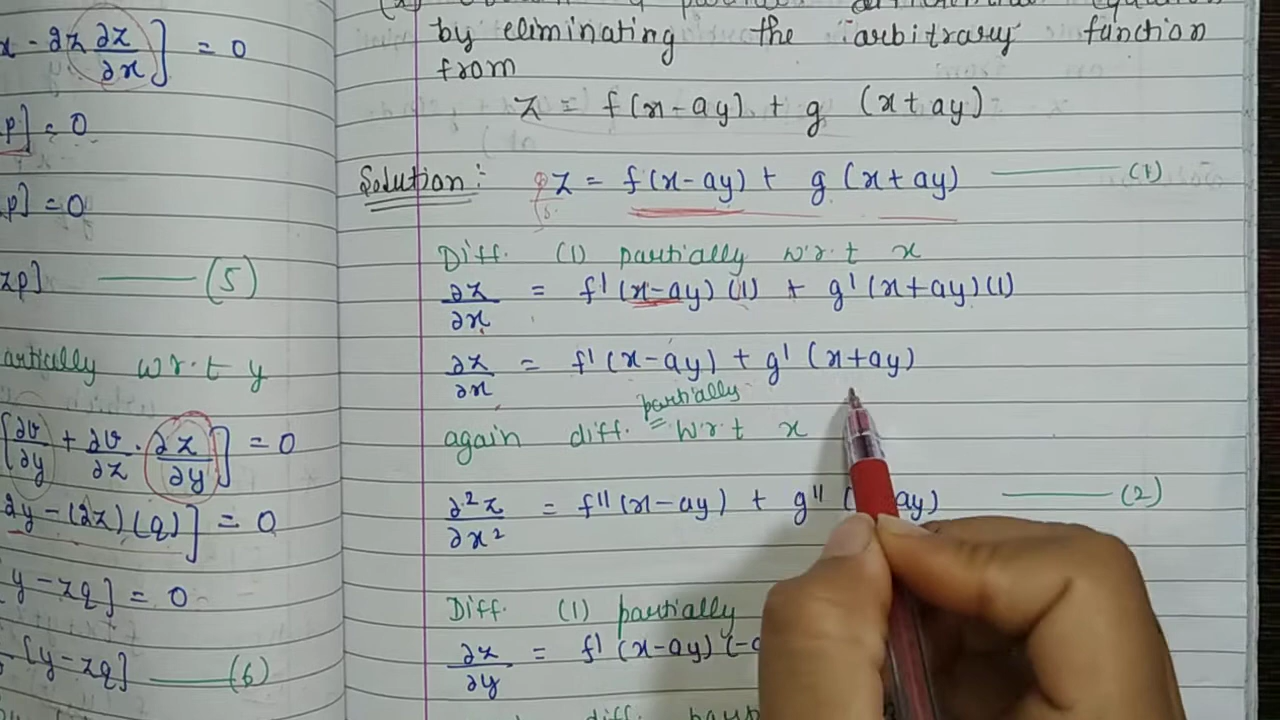 x - 2z ∂z/∂x] = 0
p] = 0
p] = 0
zp] —— (5)
artially w.r.t y
[∂v/∂y + ∂v/∂z · ∂z/∂y] = 0
2y - (2z)(q)] = 0
[y - zq] = 0
[y - zq] —— (6)
by eliminating the arbitrary function
from
z = f(x-ay) + g (x+ay)
Solution: z = f(x-ay) + g (x+ay) —— (1)
Diff. (1) partially w.r.t x
∂z/∂x = f'(x-ay)(1) + g'(x+ay)(1)
∂z/∂x = f'(x-ay) + g'(x+ay)
partially
again diff. w.r.t x
∂²z/∂x² = f''(x-ay) + g''( ay) —— (2)
Diff. (1) partially
∂z/∂y = f'(x-ay)(-
diff.